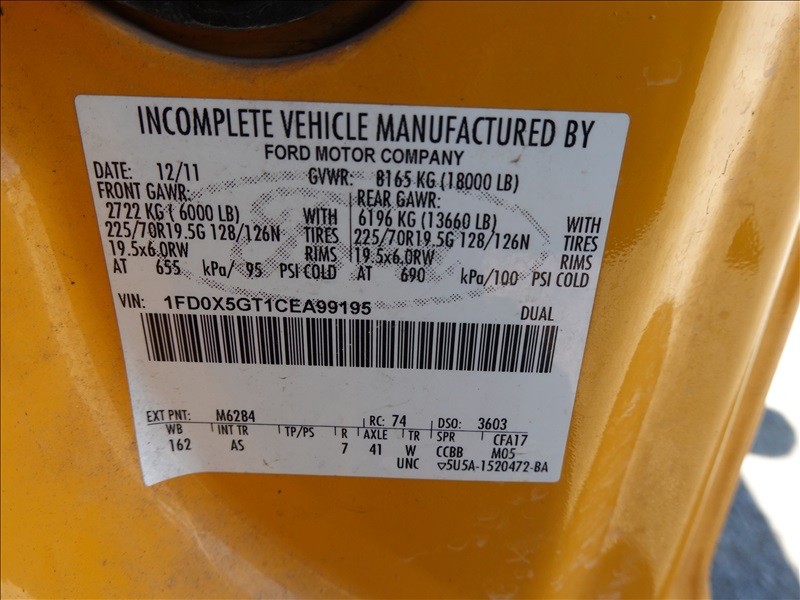 INCOMPLETE VEHICLE MANUFACTURED BY
FORD MOTOR COMPANY
DATE: 12/11 GVWR: 8165 KG (18000 LB)
FRONT GAWR: REAR GAWR:
2722 KG ( 6000 LB) WITH 6196 KG (13660 LB) WITH
225/70R19.5G 128/126N TIRES 225/70R19.5G 128/126N TIRES
19.5x6.0RW RIMS 19.5x6.0RW RIMS
AT 655 kPa/ 95 PSI COLD AT 690 kPa/100 PSI COLD
VIN: 1FD0X5GT1CEA99195 DUAL
EXT PNT: M6284 RC: 74 DSO: 3603
WB INT TR TP/PS R AXLE TR SPR CFA17
162 AS 7 41 W CCBB M05
UNC ▽5U5A-1520472-BA